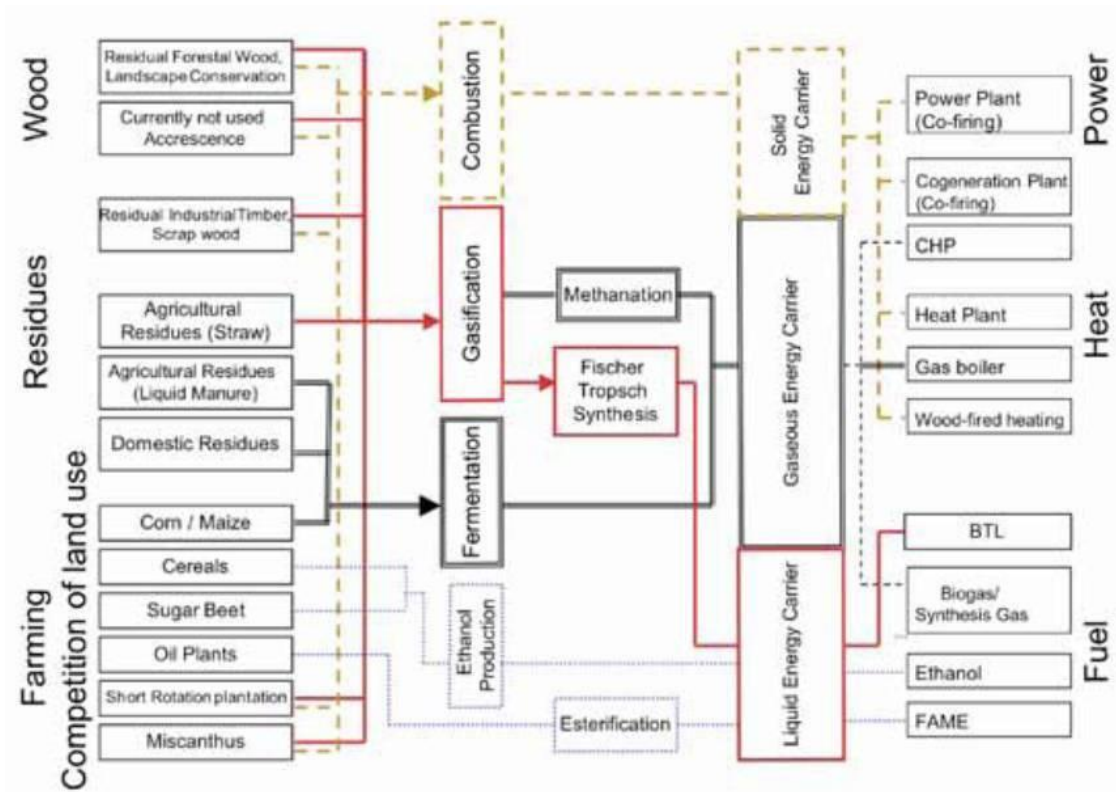 Wood
Residues
Farming
Competition of land use
Residual Forestal Wood,
Landscape Conservation
Currently not used
Accrescence
Residual Industrial Timber,
Scrap wood
Agricultural
Residues (Straw)
Agricultural Residues
(Liquid Manure)
Domestic Residues
Corn / Maize
Cereals
Sugar Beet
Oil Plants
Short Rotation plantation
Miscanthus
Combustion
Gasification
Fermentation
Ethanol
Production
Methanation
Fischer
Tropsch
Synthesis
Esterification
Solid
Energy Carrier
Gaseous Energy Carrier
Liquid Energy Carrier
Power Plant
(Co-firing)
Cogeneration Plant
(Co-firing)
CHP
Heat Plant
Gas boiler
Wood-fired heating
BTL
Biogas/
Synthesis Gas
Ethanol
FAME
Power
Heat
Fuel